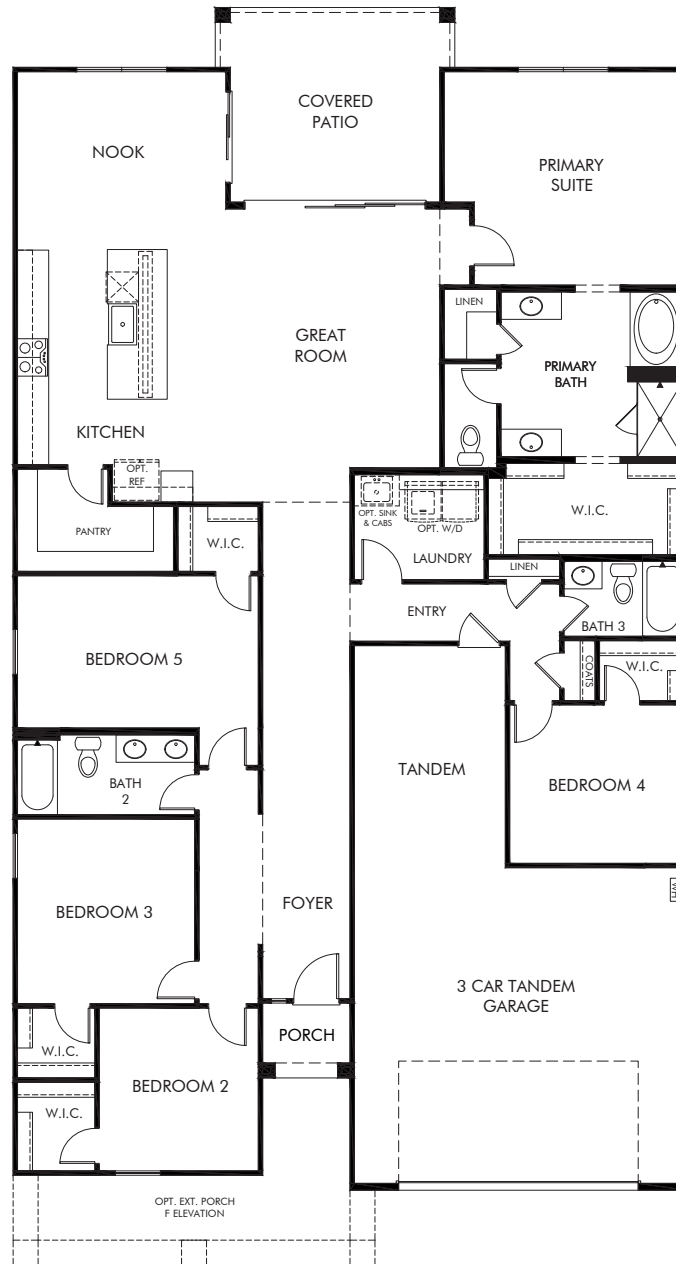 COVERED
PATIO
NOOK
PRIMARY
SUITE
LINEN
GREAT
ROOM
PRIMARY
BATH
KITCHEN
OPT.
REF
OPT. SINK
& CABS
OPT. W/D
W.I.C.
PANTRY
W.I.C.
LAUNDRY
LINEN
ENTRY
BATH 3
BEDROOM 5
COATS
W.I.C.
TANDEM
BATH
2
BEDROOM 4
WH
FOYER
BEDROOM 3
3 CAR TANDEM
GARAGE
PORCH
W.I.C.
BEDROOM 2
W.I.C.
OPT. EXT. PORCH
F ELEVATION